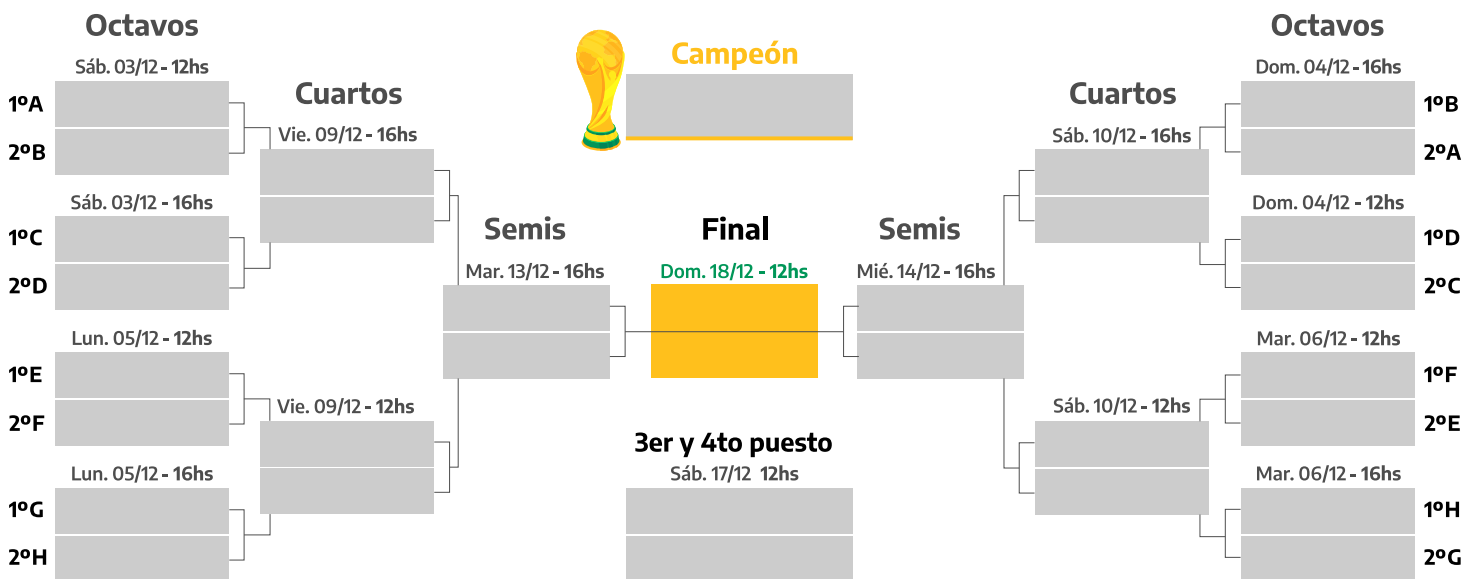 Octavos
Sáb. 03/12 - 12hs
1ºA
2ºB
Sáb. 03/12 - 16hs
1ºC
2ºD
Lun. 05/12 - 12hs
1ºE
2ºF
Lun. 05/12 - 16hs
1ºG
2ºH
Cuartos
Vie. 09/12 - 16hs
Vie. 09/12 - 12hs
Semis
Mar. 13/12 - 16hs
Campeón
Final
Dom. 18/12 - 12hs
3er y 4to puesto
Sáb. 17/12 12hs
Semis
Mié. 14/12 - 16hs
Cuartos
Sáb. 10/12 - 16hs
Sáb. 10/12 - 12hs
Octavos
Dom. 04/12 - 16hs
1ºB
2ºA
Dom. 04/12 - 12hs
1ºD
2ºC
Mar. 06/12 - 12hs
1ºF
2ºE
Mar. 06/12 - 16hs
1ºH
2ºG